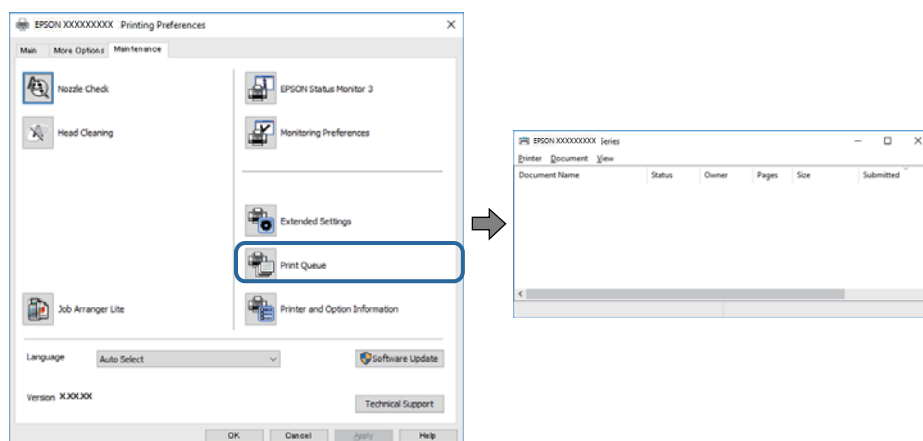 EPSON XXXXXXXXX Printing Preferences
Main More Options Maintenance
Nozzle Check
EPSON Status Monitor 3
Head Cleaning
Monitoring Preferences
Extended Settings
Print Queue
Job Arranger Lite
Printer and Option Information
Language Auto Select
Software Update
Version X.XX.XX
Technical Support
OK Cancel Apply Help
EPSON XXXXXXXXX Series
Printer Document View
Document Name Status Owner Pages Size Submitted